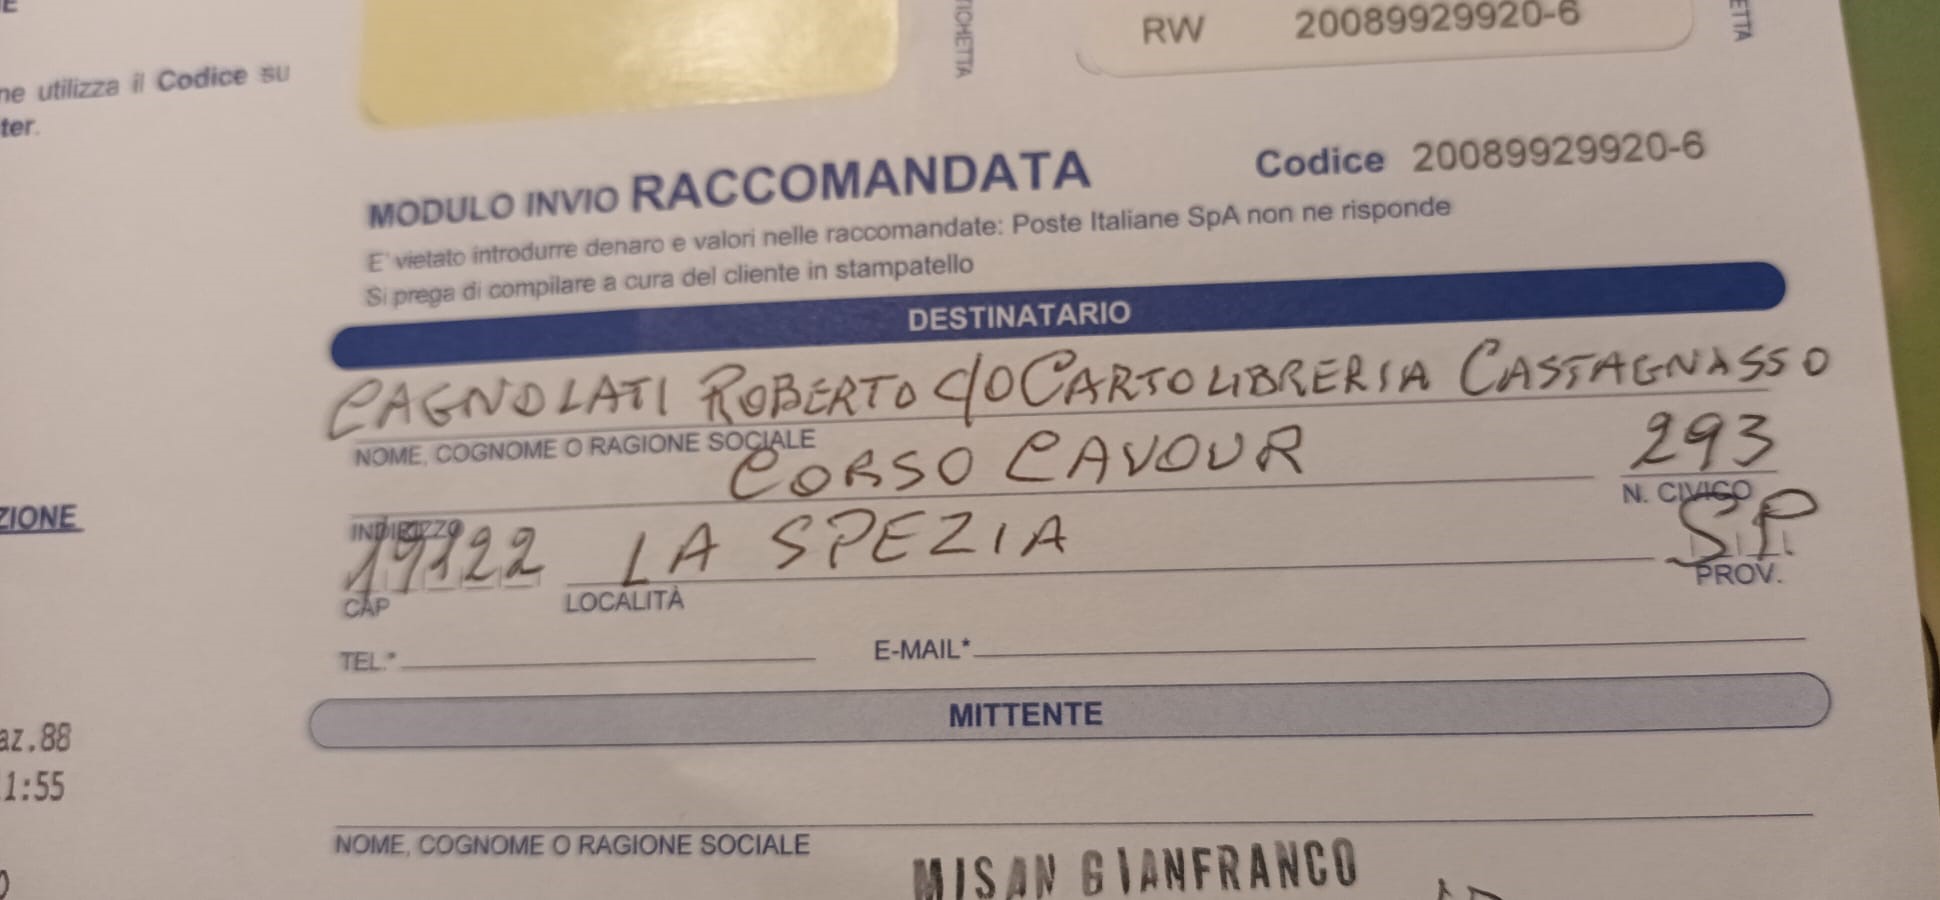 ne utilizza il Codice su
ter.
ZIONE
az.88
1:55
RW 20089929920-6
MODULO INVIO RACCOMANDATA Codice 20089929920-6
E' vietato introdurre denaro e valori nelle raccomandate: Poste Italiane SpA non ne risponde
Si prega di compilare a cura del cliente in stampatello
DESTINATARIO
CAGNOLATI ROBERTO C/O CARTOLIBRERIA CASTAGNASSO
NOME, COGNOME O RAGIONE SOCIALE
CORSO CAVOUR 293
INDIRIZZO N. CIVICO
19122 LA SPEZIA SP
CAP LOCALITÀ PROV.
TEL.* E-MAIL*
MITTENTE
NOME, COGNOME O RAGIONE SOCIALE
MISAN GIANFRANCO